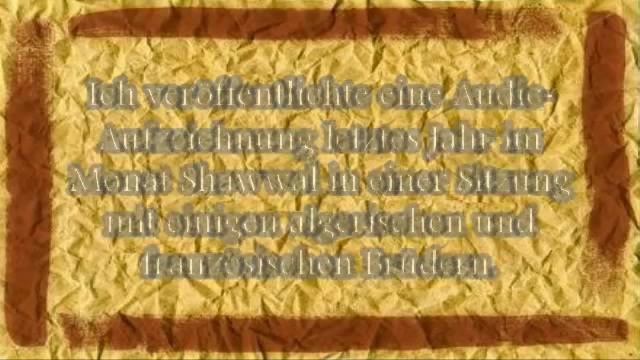 Ich veröffentlichte eine Audio-
Aufzeichnung letztes Jahr im
Monat Shawwal in einer Sitzung
mit einigen algerischen und
französischen Brüdern.